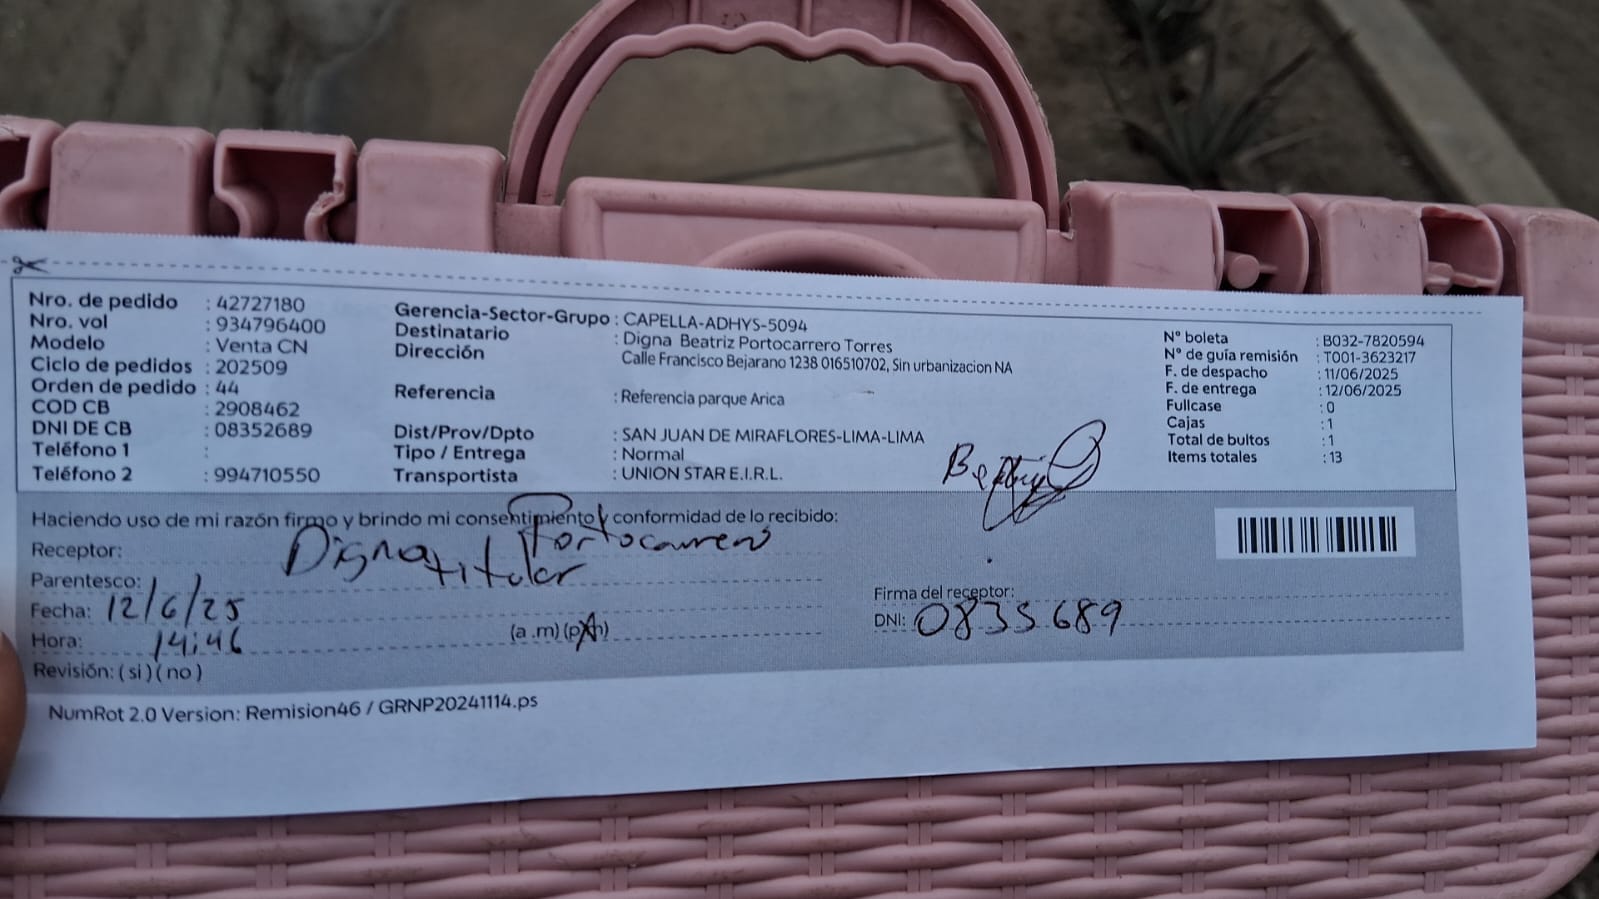 Nro. de pedido : 42727180
Nro. vol : 934796400
Modelo : Venta CN
Ciclo de pedidos : 202509
Orden de pedido : 44
COD CB : 2908462
DNI DE CB : 08352689
Teléfono 1 :
Teléfono 2 : 994710550
Gerencia-Sector-Grupo : CAPELLA-ADHYS-5094
Destinatario : Digna Beatriz Portocarrero Torres
Dirección Calle Francisco Bejarano 1238 016510702, Sin urbanizacion NA
Referencia : Referencia parque Arica
Dist/Prov/Dpto : SAN JUAN DE MIRAFLORES-LIMA-LIMA
Tipo / Entrega : Normal
Transportista : UNION STAR E.I.R.L.
N° boleta : B032-7820594
N° de guía remisión : T001-3623217
F. de despacho : 11/06/2025
F. de entrega : 12/06/2025
Fullcase : 0
Cajas : 1
Total de bultos : 1
Items totales : 13
Haciendo uso de mi razón firmo y brindo mi consentimiento y conformidad de lo recibido:
Receptor: Digna
Parentesco: titular
Fecha: 12/6/25
Hora: 14:46 (a.m) (pm)
Revisión: ( si ) ( no )
Firma del receptor:
DNI: 0835689
NumRot 2.0 Version: Remision46 / GRNP20241114.ps